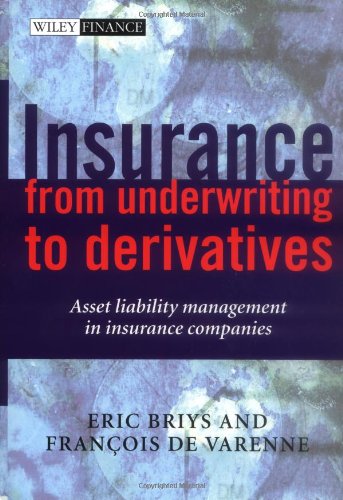 WILEY FINANCE
Insurance
from underwriting
to derivatives
Asset liability management
in insurance companies
ERIC BRIYS AND
FRANÇOIS DE VARENNE